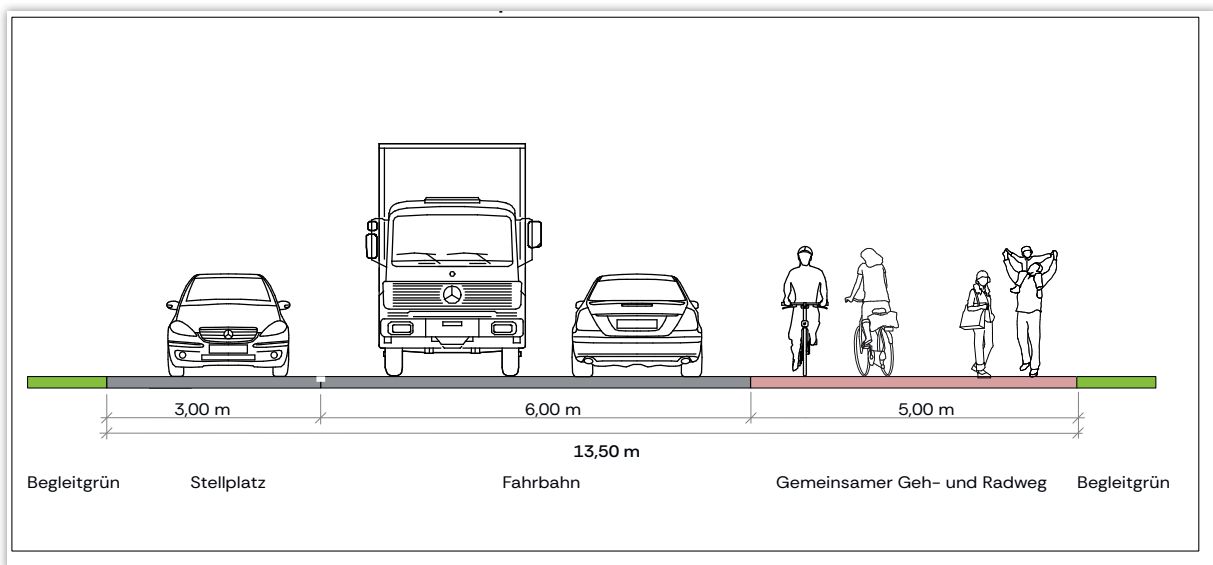 3,00 m 6,00 m 5,00 m
13,50 m
Begleitgrün Stellplatz Fahrbahn Gemeinsamer Geh- und Radweg Begleitgrün